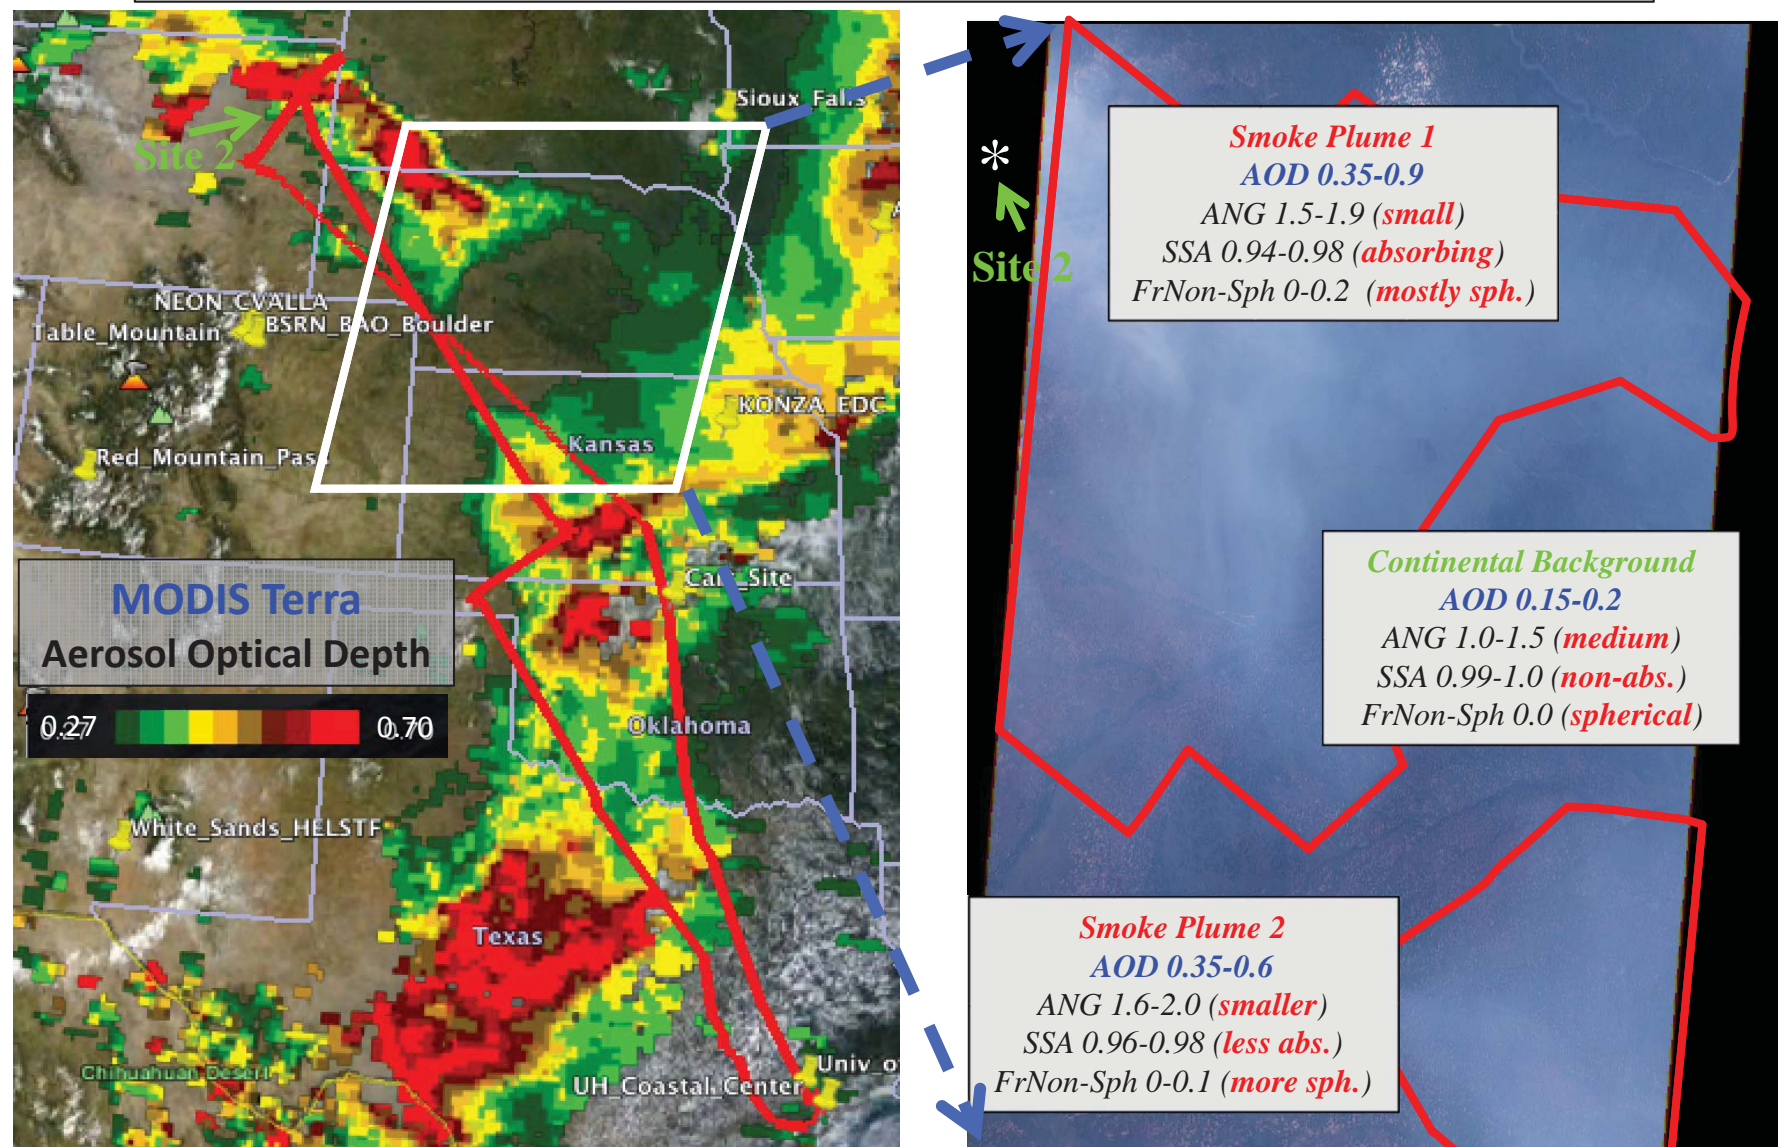 Sioux_Falls
Site 2
NEON_CVALLA
Table_Mountain
BSRN_BAO_Boulder
KONZA_EDC
Kansas
Red_Mountain_Pass
MODIS Terra
Aerosol Optical Depth
0.27
0.70
Cart_Site
Oklahoma
White_Sands_HELSTF
Texas
Chihuahuan Desert
UH_Coastal_Center
Univ_o
*
Site 2
Smoke Plume 1
AOD 0.35-0.9
ANG 1.5-1.9 (small)
SSA 0.94-0.98 (absorbing)
FrNon-Sph 0-0.2 (mostly sph.)
Continental Background
AOD 0.15-0.2
ANG 1.0-1.5 (medium)
SSA 0.99-1.0 (non-abs.)
FrNon-Sph 0.0 (spherical)
Smoke Plume 2
AOD 0.35-0.6
ANG 1.6-2.0 (smaller)
SSA 0.96-0.98 (less abs.)
FrNon-Sph 0-0.1 (more sph.)